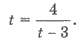 t = 4 / (t − 3).